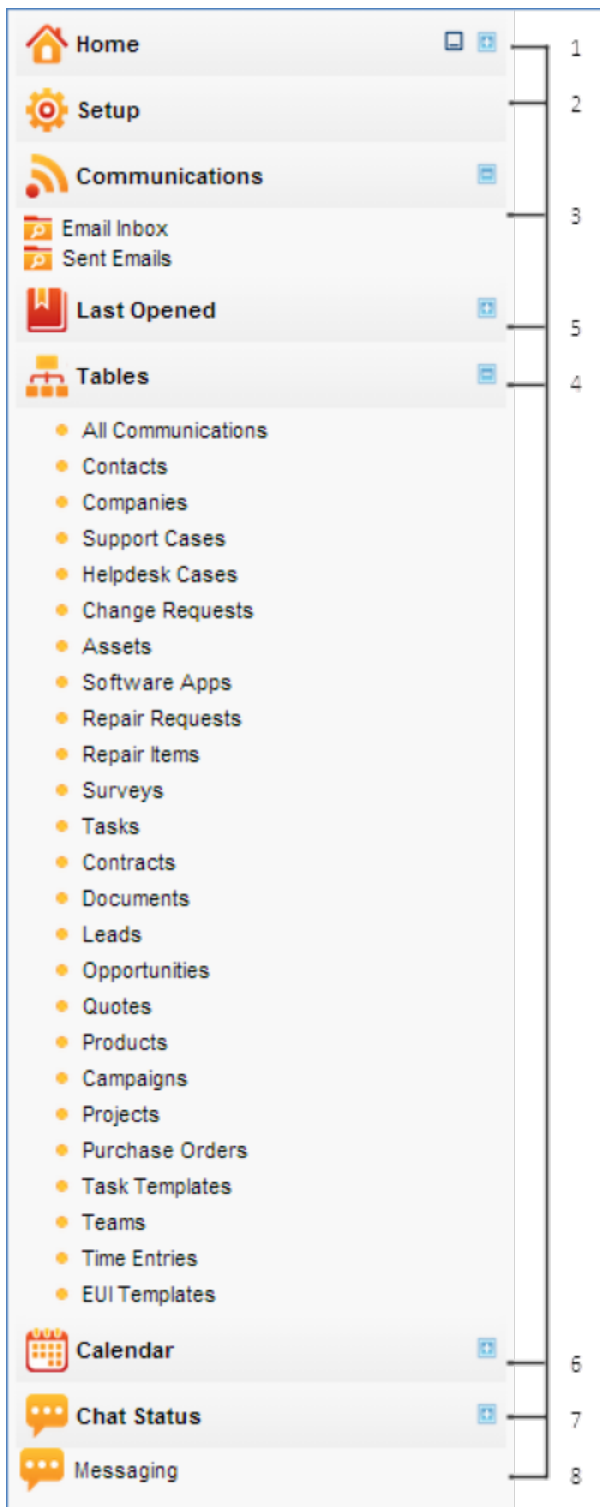 Home 1
Setup 2
Communications
3
Email Inbox
Sent Emails
Last Opened
5
Tables 4
All Communications
Contacts
Companies
Support Cases
Helpdesk Cases
Change Requests
Assets
Software Apps
Repair Requests
Repair Items
Surveys
Tasks
Contracts
Documents
Leads
Opportunities
Quotes
Products
Campaigns
Projects
Purchase Orders
Task Templates
Teams
Time Entries
EUI Templates
Calendar 6
Chat Status 7
Messaging 8